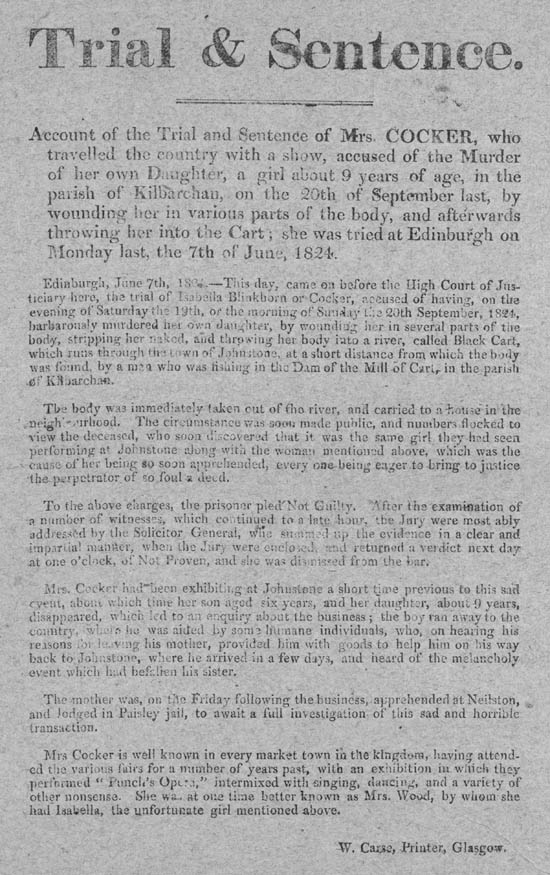 Trial & Sentence.
Account of the Trial and Sentence of Mrs. COCKER, who
travelled the country with a show, accused of the Murder
of her own Daughter, a girl about 9 years of age, in the
parish of Kilbarchan, on the 20th of September last, by
wounding her in various parts of the body, and afterwards
throwing her into the Cart; she was tried at Edinburgh on
Monday last, the 7th of June, 1824.
Edinburgh, June 7th, —This day, came on before the High Court of Jus-
ticiary here, the trial of Isabella Blinkhorn or Cocker, accused of having, on the
evening of Saturday the 19th, or the morning of Sunday the 20th September, 1824,
barbarously murdered her own daughter, by wounding her in several parts of the
body, stripping her naked, and throwing her body into a river, called Black Cart,
which runs through the town of Johnstone, at a short distance from which the body
was found, by a man who was fishing in the Dam of the Mill of Cart, in the parish
of Kilbarchan.
The body was immediately taken out of the river, and carried to a house in the
neighbourhood. The circumstance was soon made public, and numbers flocked to
view the deceased, who soon discovered that it was the same girl they had seen
performing at Johnstone along with the woman mentioned above, which was the
cause of her being so soon apprehended, every one being eager to bring to justice
the perpetrator of so foul a deed.
To the above charges, the prisoner pled Not Guilty. After the examination of
a number of witnesses, which continued to a late hour, the Jury were most ably
addressed by the Solicitor General, who summed up the evidence in a clear and
impartial manner, when the Jury were enclosed, and returned a verdict next day
at one o'clock, of Not Proven, and she was dismissed from the bar.
Mrs. Cocker had been exhibiting at Johnstone a short time previous to this sad
event, about which time her son aged six years, and her daughter, about 9 years,
disappeared, which led to an enquiry about the business; the boy ran away to the
country, where he was aided by some humane individuals, who, on hearing his
reasons for leaving his mother, provided him with goods to help him on his way
back to Johnstone, where he arrived in a few days, and heard of the melancholy
event which had befallen his sister.
The mother was, on the Friday following the business, apprehended at Neilston,
and lodged in Paisley jail, to await a full investigation of this sad and horrible
transaction.
Mrs Cocker is well known in every market town in the kingdom, having attend-
ed the various fairs for a number of years past, with an exhibition in which they
performed "Punch's Opera," intermixed with singing, dancing, and a variety of
other nonsense. She was at one time better known as Mrs. Wood, by whom she
had Isabella, the unfortunate girl mentioned above.
W. Carse, Printer, Glasgow.